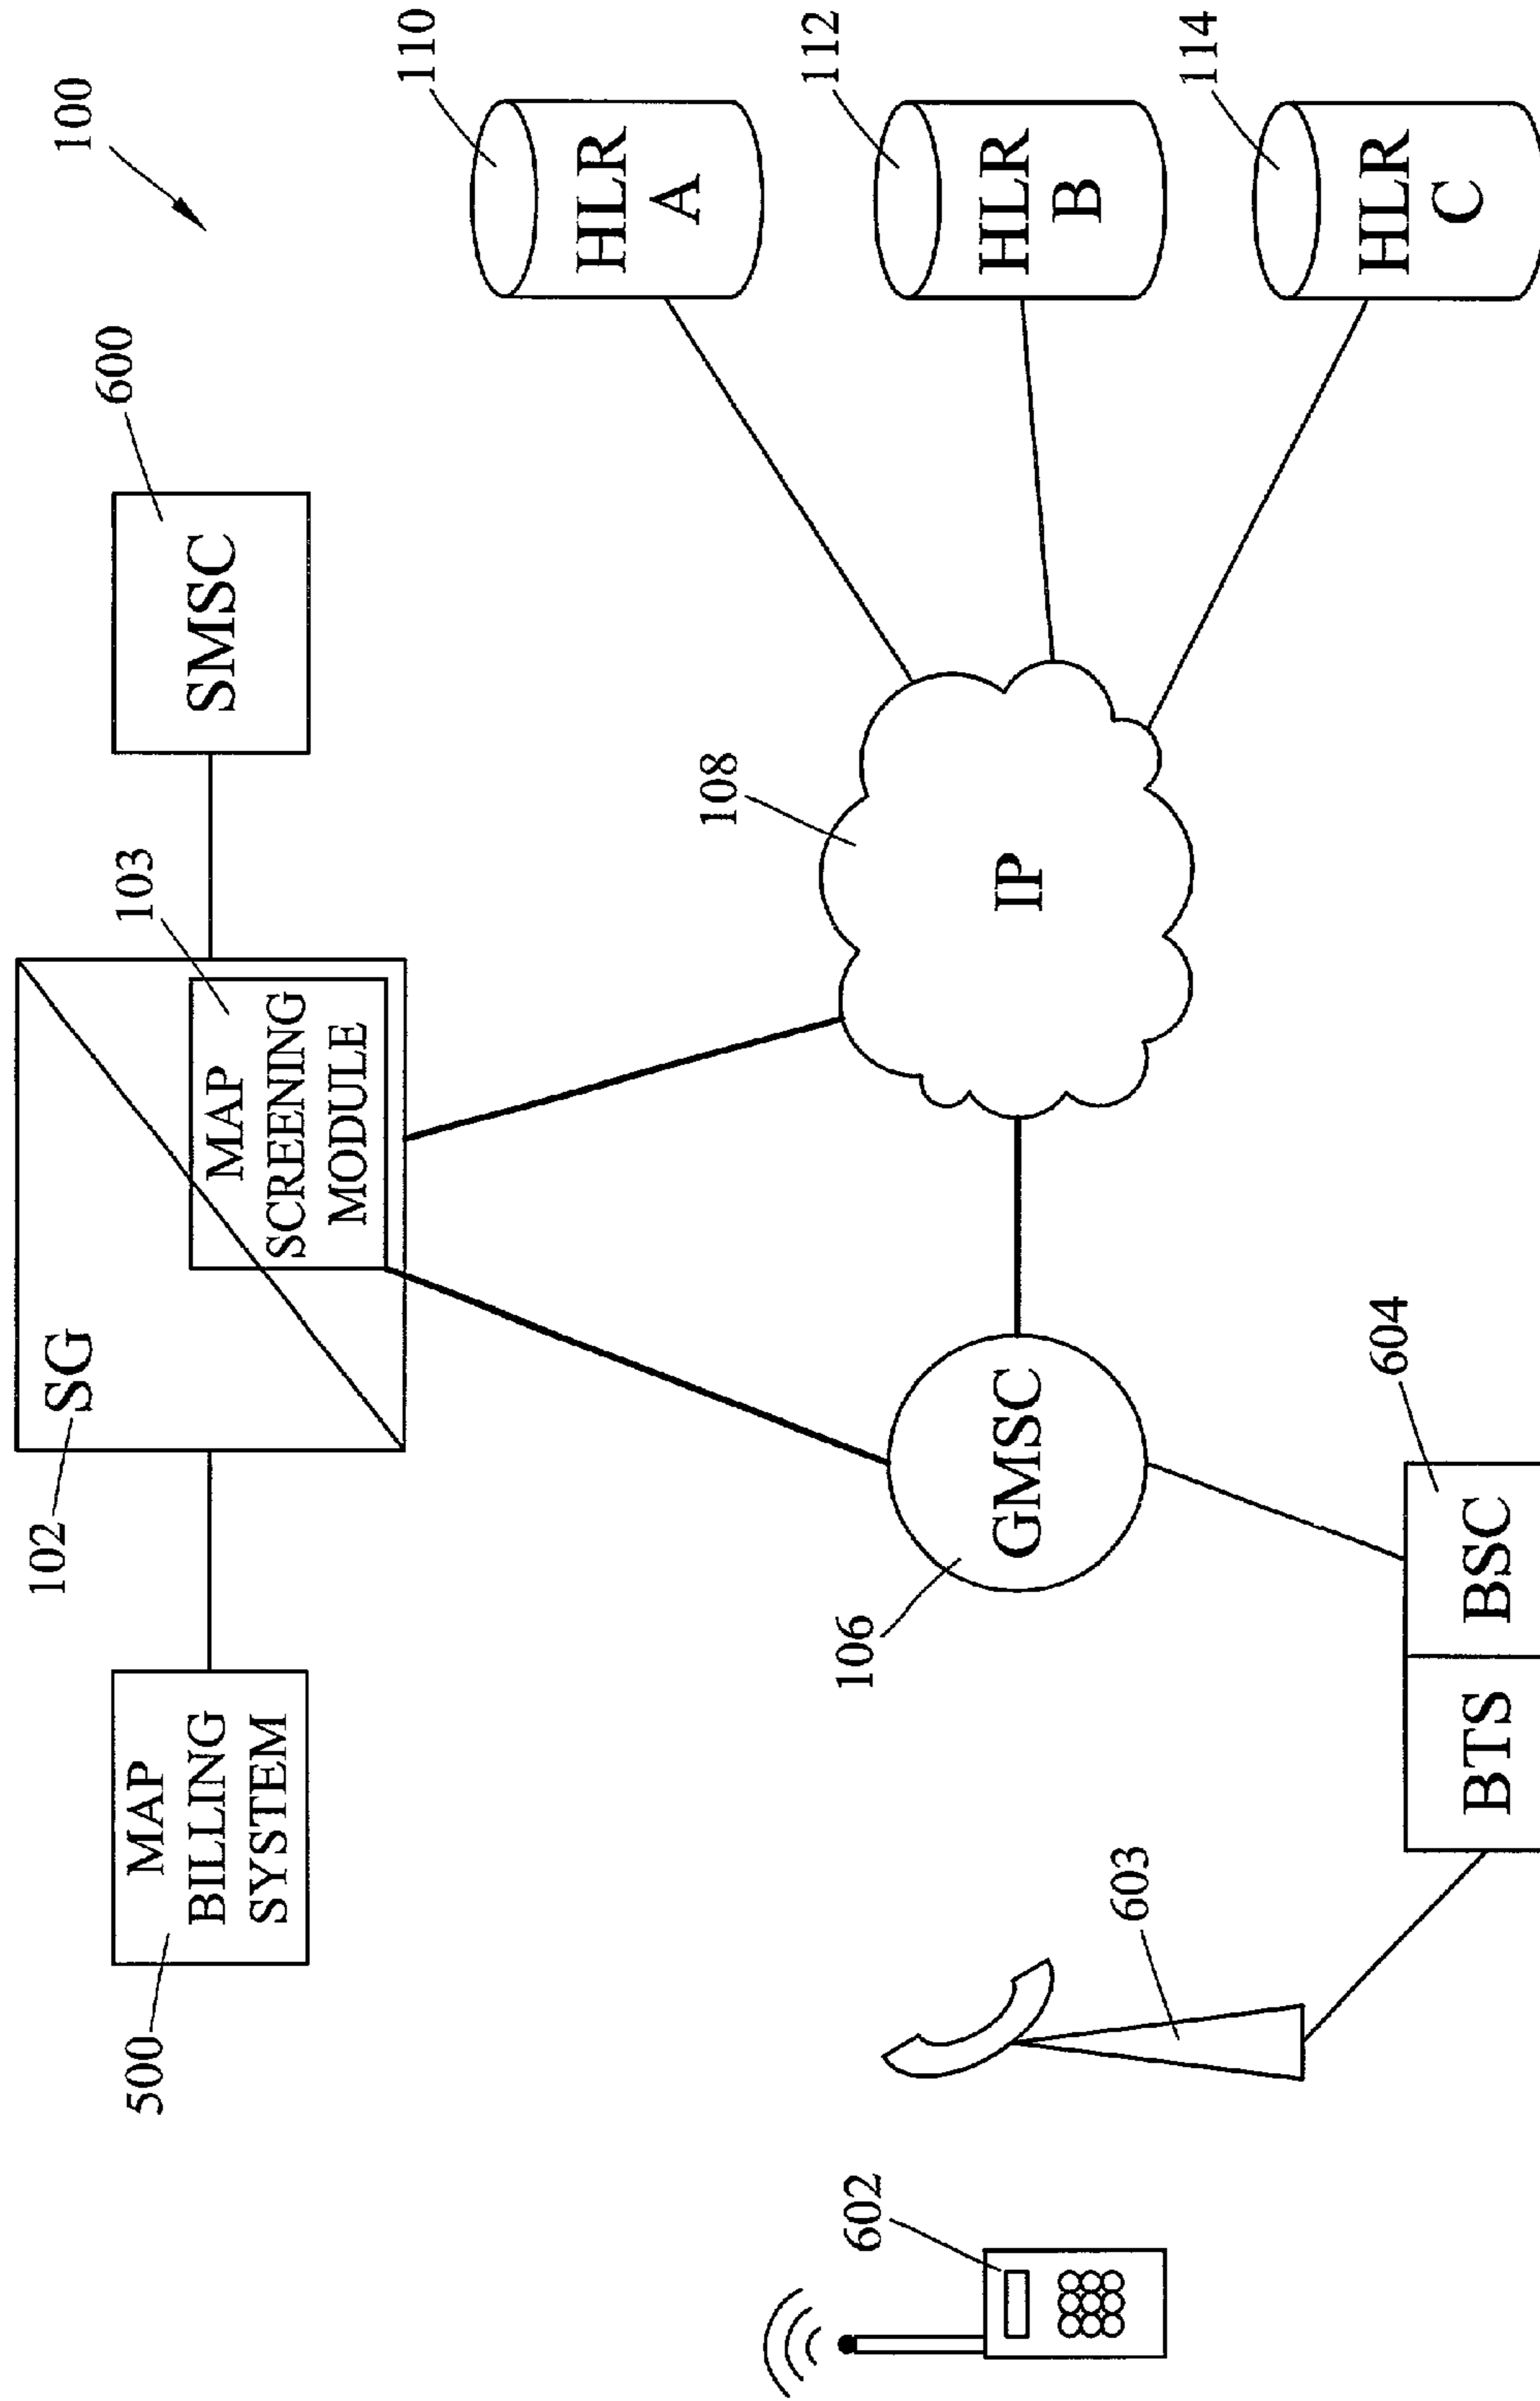 100
500
MAP
BILLING
SYSTEM
102
SG
103
MAP
SCREENING
MODULE
600
SMSC
110
HLR
A
108
IP
112
HLR
B
114
HLR
C
106
GMSC
602
603
604
BTS
BSC